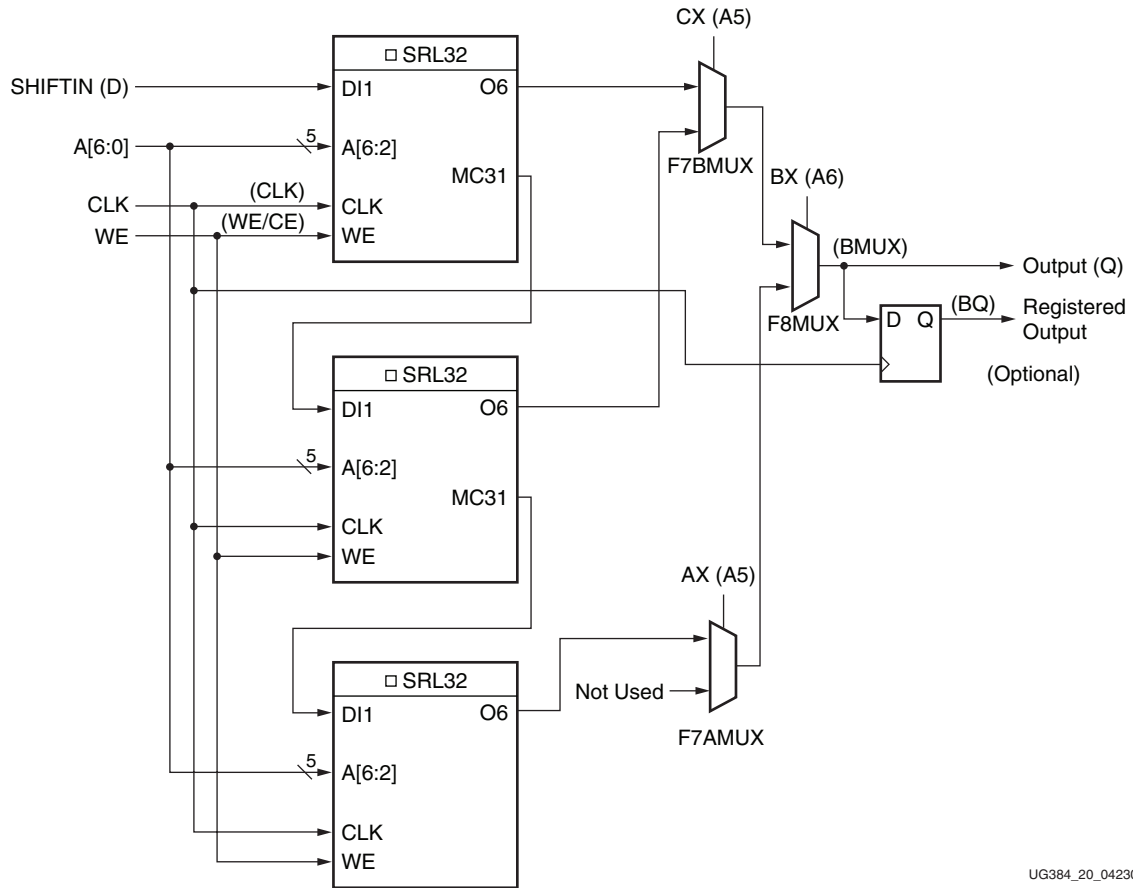 CX (A5)
□ SRL32
SHIFTIN (D)
DI1
O6
A[6:0]
5
A[6:2]
F7BMUX
MC31
BX (A6)
CLK
(CLK)
CLK
WE
(WE/CE)
WE
(BMUX)
Output (Q)
F8MUX
(BQ)
Registered
Output
D Q
(Optional)
□ SRL32
DI1
O6
5
A[6:2]
MC31
CLK
WE
AX (A5)
□ SRL32
Not Used
DI1
O6
F7AMUX
5
A[6:2]
CLK
WE